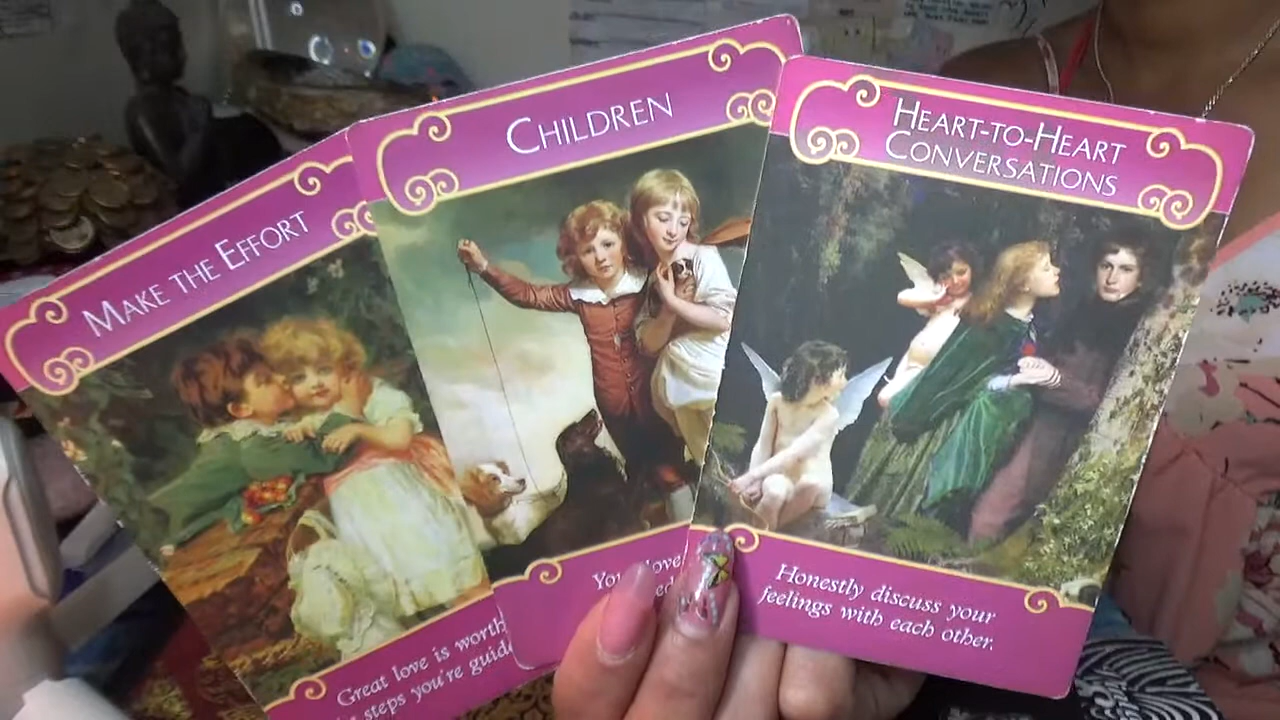 MAKE THE EFFORT
Great love is worth
steps you're guid
CHILDREN
love
HEART-TO-HEART
CONVERSATIONS
Honestly discuss your
feelings with each other.